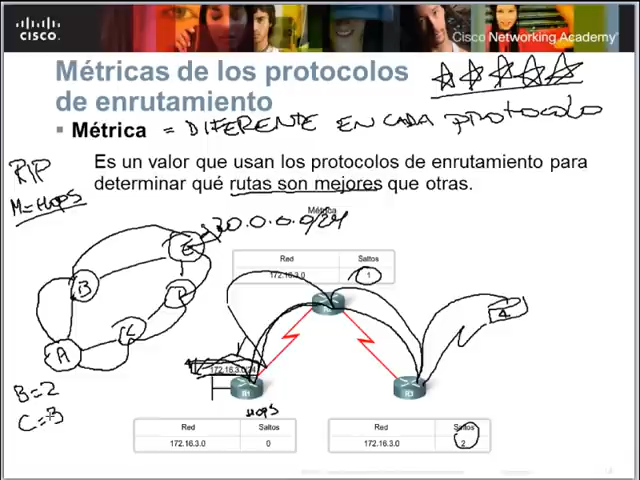 CISCO
Cisco Networking Academy
Métricas de los protocolos
de enrutamiento
Métrica = DIFERENTE EN CADA PROTOCOLO
Es un valor que usan los protocolos de enrutamiento para
determinar qué rutas son mejores que otras.
RIP
M=HOPS
Métrica
20.0.0.0/24
Red Saltos
172.16.3.0 1
E
B
C
A
172.16.3.0/24
4
R1
R3
B=2
C=3
HOPS
Red Saltos
172.16.3.0 0
Red Saltos
172.16.3.0 2